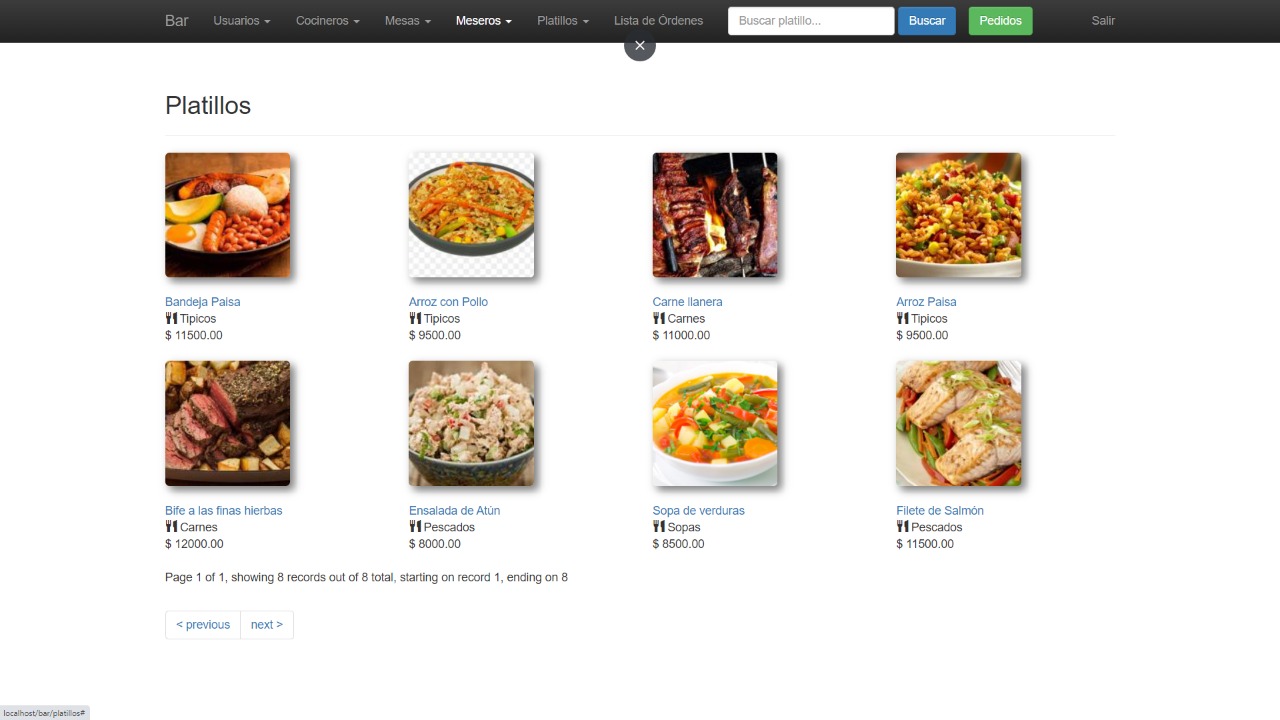 Bar Usuarios Cocineros Mesas Meseros Platillos Lista de Órdenes Buscar platillo... Buscar Pedidos Salir
Platillos
Bandeja Paisa Arroz con Pollo Carne llanera Arroz Paisa
Tipicos Tipicos Carnes Tipicos
$ 11500.00 $ 9500.00 $ 11000.00 $ 9500.00
Bife a las finas hierbas Ensalada de Atún Sopa de verduras Filete de Salmón
Carnes Pescados Sopas Pescados
$ 12000.00 $ 8000.00 $ 8500.00 $ 11500.00
Page 1 of 1, showing 8 records out of 8 total, starting on record 1, ending on 8
< previous next >
localhost/bar/platillos#